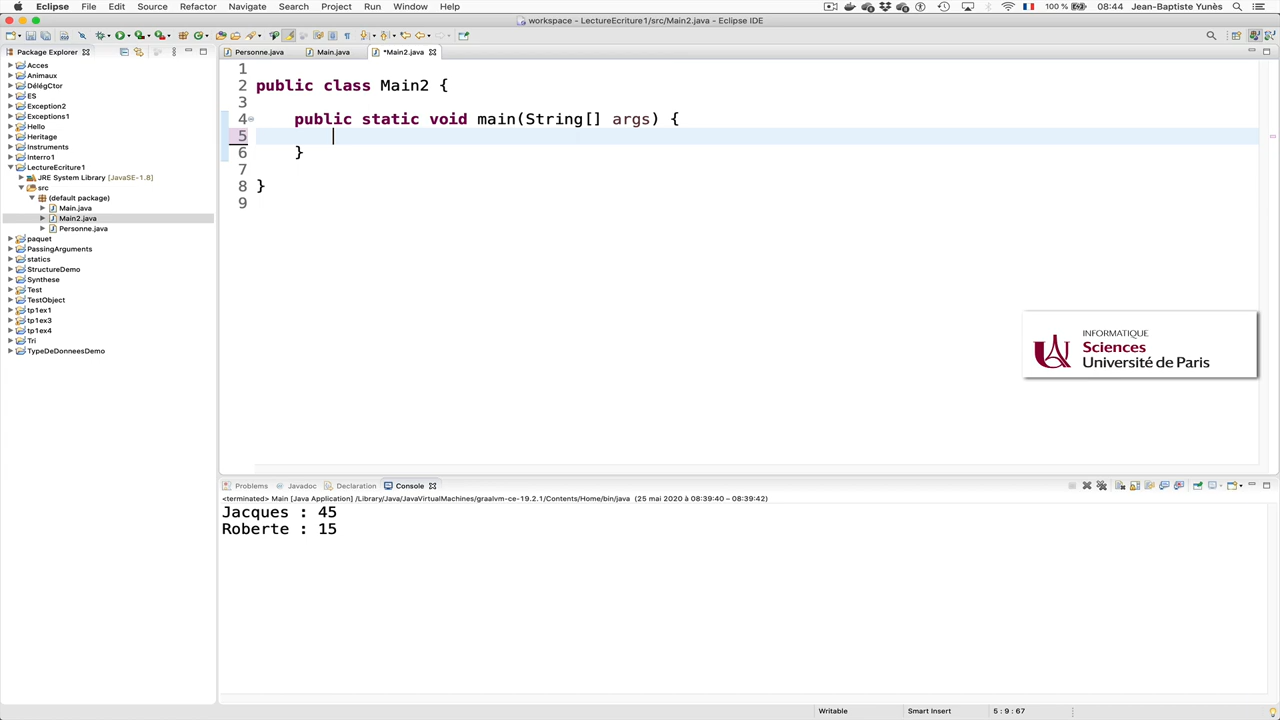 Eclipse File Edit Source Refactor Navigate Search Project Run Window Help 100 % 08:44 Jean-Baptiste Yunès
workspace - LectureEcriture1/src/Main2.java - Eclipse IDE
Package Explorer
Personne.java Main.java *Main2.java
Acces
Animaux
DélégCtor
ES
Exception2
Exceptions1
Hello
Heritage
Instruments
Interro1
LectureEcriture1
JRE System Library [JavaSE-1.8]
src
(default package)
Main.java
Main2.java
Personne.java
paquet
PassingArguments
statics
StructureDemo
Synthese
Test
TestObject
tp1ex1
tp1ex3
tp1ex4
Tri
TypeDeDonneesDemo
1
2 public class Main2 {
3
4 public static void main(String[] args) {
5
6 }
7
8 }
9
INFORMATIQUE
Sciences
Université de Paris
Problems Javadoc Declaration Console
<terminated> Main [Java Application] /Library/Java/JavaVirtualMachines/graalvm-ce-19.2.1/Contents/Home/bin/java (25 mai 2020 à 08:39:40 – 08:39:42)
Jacques : 45
Roberte : 15
Writable Smart Insert 5 : 9 : 67